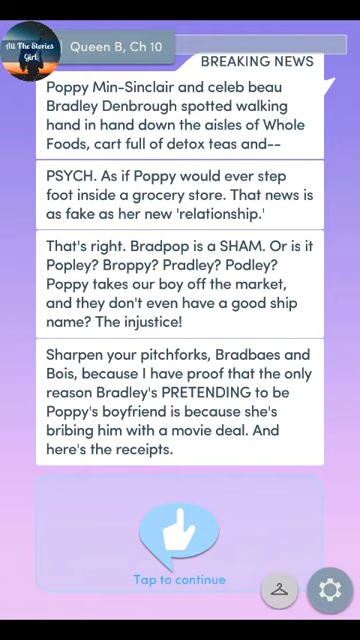 All The Stories
Girl
Queen B, Ch 10
BREAKING NEWS
Poppy Min-Sinclair and celeb beau
Bradley Denbrough spotted walking
hand in hand down the aisles of Whole
Foods, cart full of detox teas and--
PSYCH. As if Poppy would ever step
foot inside a grocery store. That news is
as fake as her new 'relationship.'
That's right. Bradpop is a SHAM. Or is it
Popley? Broppy? Pradley? Podley?
Poppy takes our boy off the market,
and they don't even have a good ship
name? The injustice!
Sharpen your pitchforks, Bradbaes and
Bois, because I have proof that the only
reason Bradley's PRETENDING to be
Poppy's boyfriend is because she's
bribing him with a movie deal. And
here's the receipts.
Tap to continue